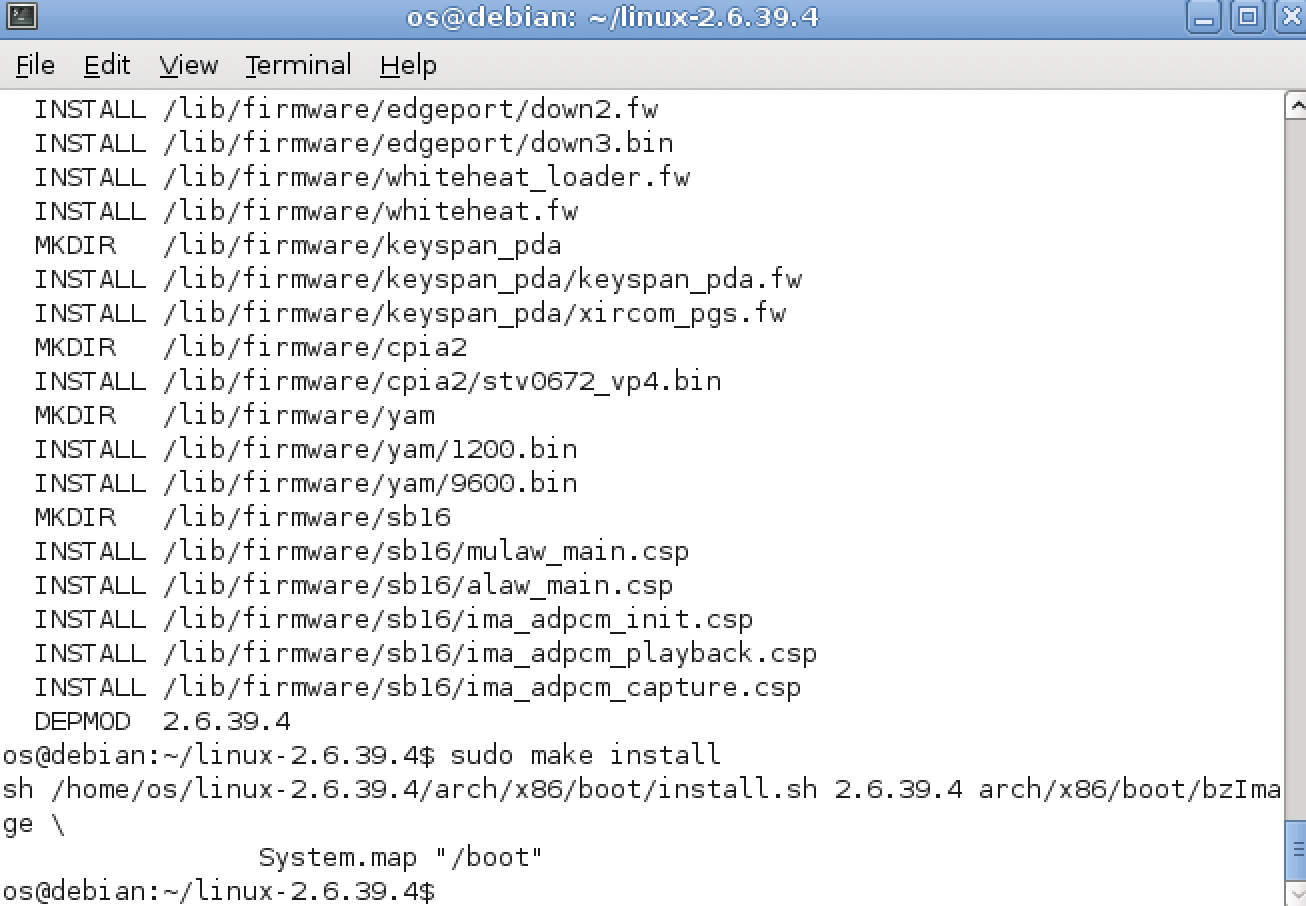 os@debian: ~/linux-2.6.39.4
File Edit View Terminal Help
INSTALL /lib/firmware/edgeport/down2.fw
INSTALL /lib/firmware/edgeport/down3.bin
INSTALL /lib/firmware/whiteheat_loader.fw
INSTALL /lib/firmware/whiteheat.fw
MKDIR   /lib/firmware/keyspan_pda
INSTALL /lib/firmware/keyspan_pda/keyspan_pda.fw
INSTALL /lib/firmware/keyspan_pda/xircom_pgs.fw
MKDIR   /lib/firmware/cpia2
INSTALL /lib/firmware/cpia2/stv0672_vp4.bin
MKDIR   /lib/firmware/yam
INSTALL /lib/firmware/yam/1200.bin
INSTALL /lib/firmware/yam/9600.bin
MKDIR   /lib/firmware/sb16
INSTALL /lib/firmware/sb16/mulaw_main.csp
INSTALL /lib/firmware/sb16/alaw_main.csp
INSTALL /lib/firmware/sb16/ima_adpcm_init.csp
INSTALL /lib/firmware/sb16/ima_adpcm_playback.csp
INSTALL /lib/firmware/sb16/ima_adpcm_capture.csp
DEPMOD  2.6.39.4
os@debian:~/linux-2.6.39.4$ sudo make install
sh /home/os/linux-2.6.39.4/arch/x86/boot/install.sh 2.6.39.4 arch/x86/boot/bzIma
ge \
System.map "/boot"
os@debian:~/linux-2.6.39.4$